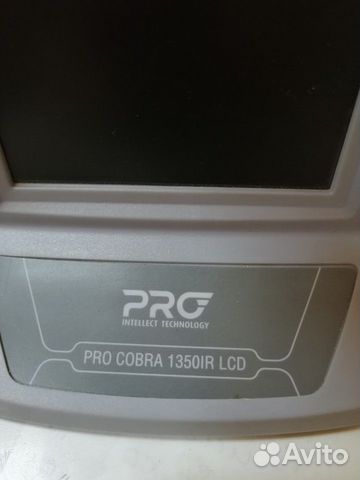 PRO
INTELLECT TECHNOLOGY
PRO COBRA 1350IR LCD
Avito